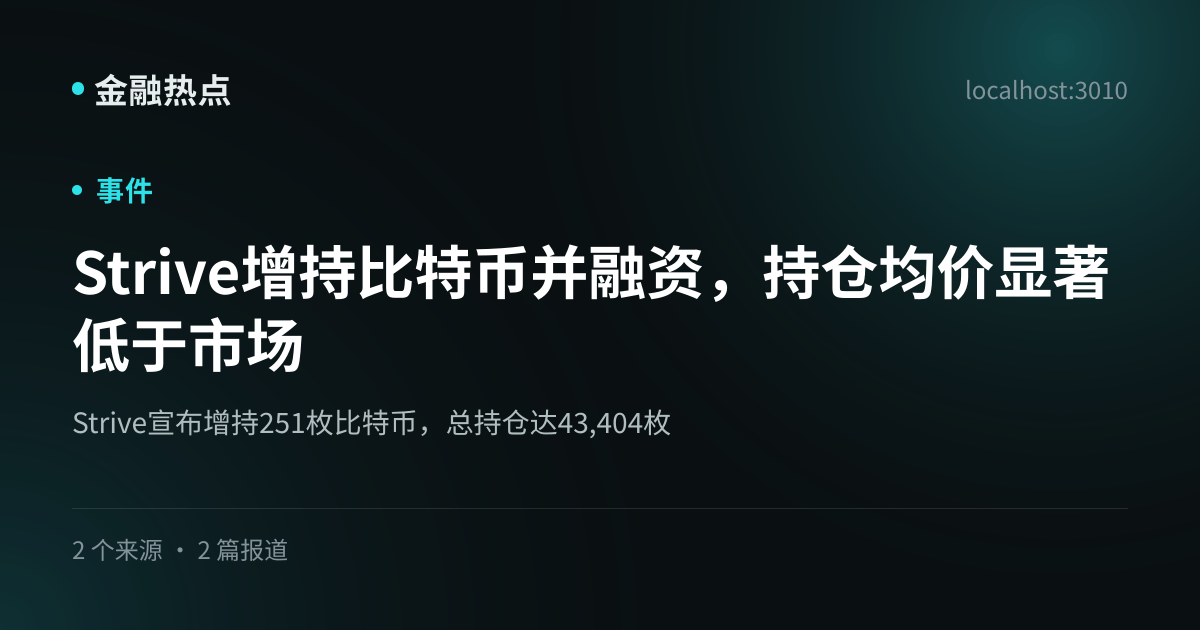 金融热点
localhost:3010
事件
Strive增持比特币并融资，持仓均价显著
低于市场
Strive宣布增持251枚比特币，总持仓达43,404枚
2 个来源 · 2 篇报道